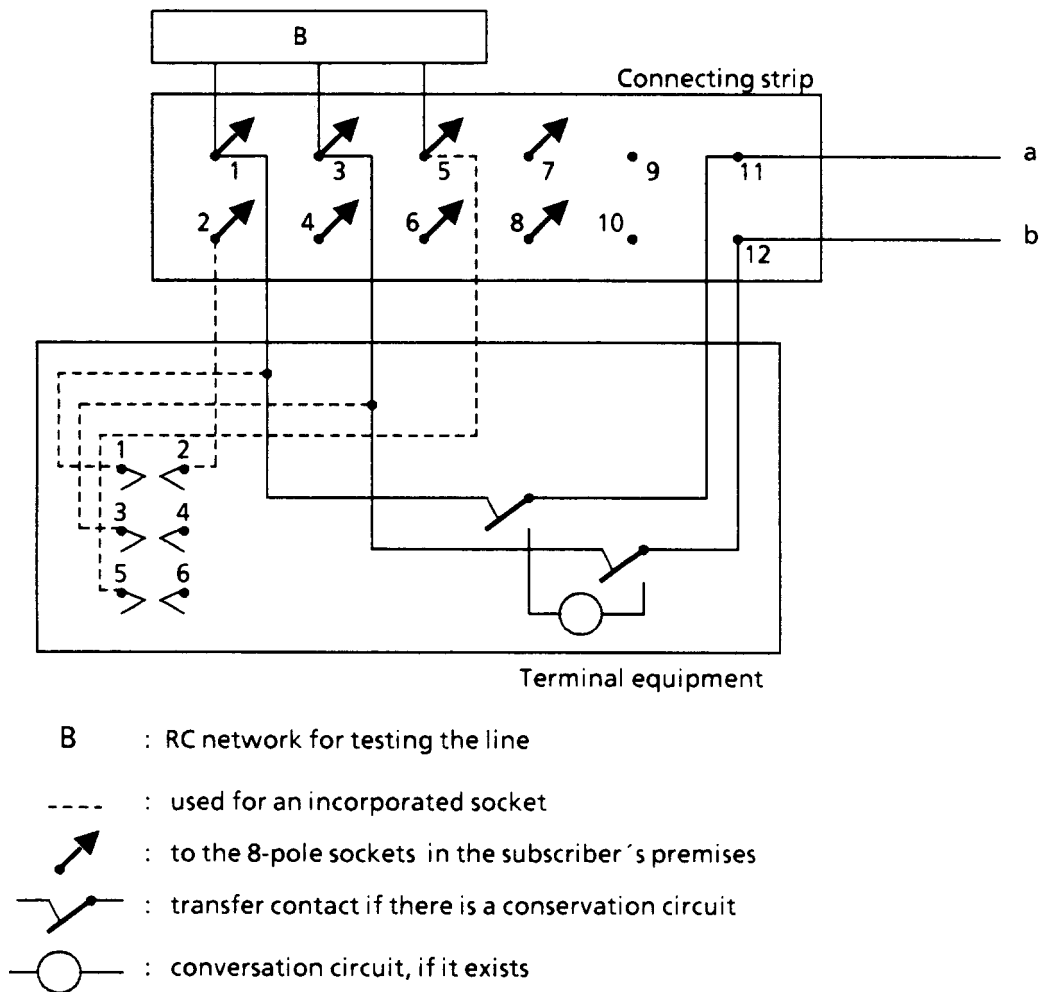 B
Connecting strip
1 3 5 7 9 11 a
2 4 6 8 10 12 b
1 2
3 4
5 6
Terminal equipment
B : RC network for testing the line
---- : used for an incorporated socket
: to the 8-pole sockets in the subscriber´s premises
: transfer contact if there is a conservation circuit
: conversation circuit, if it exists